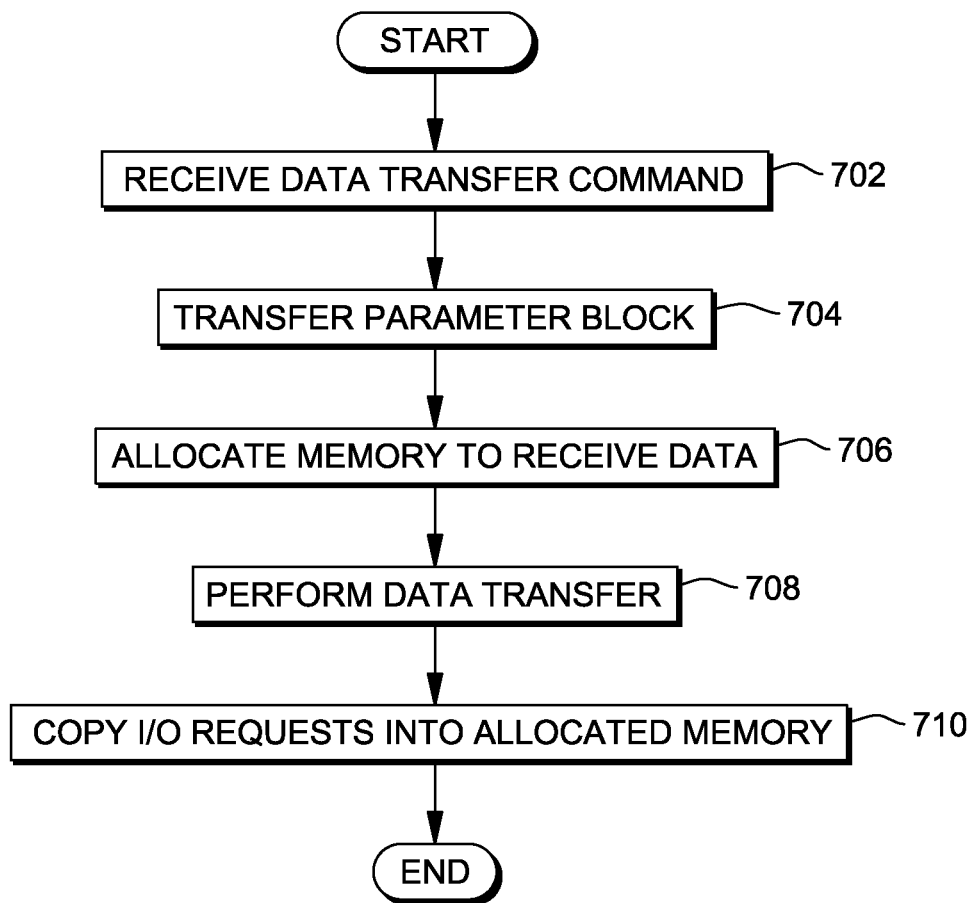 START
RECEIVE DATA TRANSFER COMMAND 702
TRANSFER PARAMETER BLOCK 704
ALLOCATE MEMORY TO RECEIVE DATA 706
PERFORM DATA TRANSFER 708
COPY I/O REQUESTS INTO ALLOCATED MEMORY 710
END